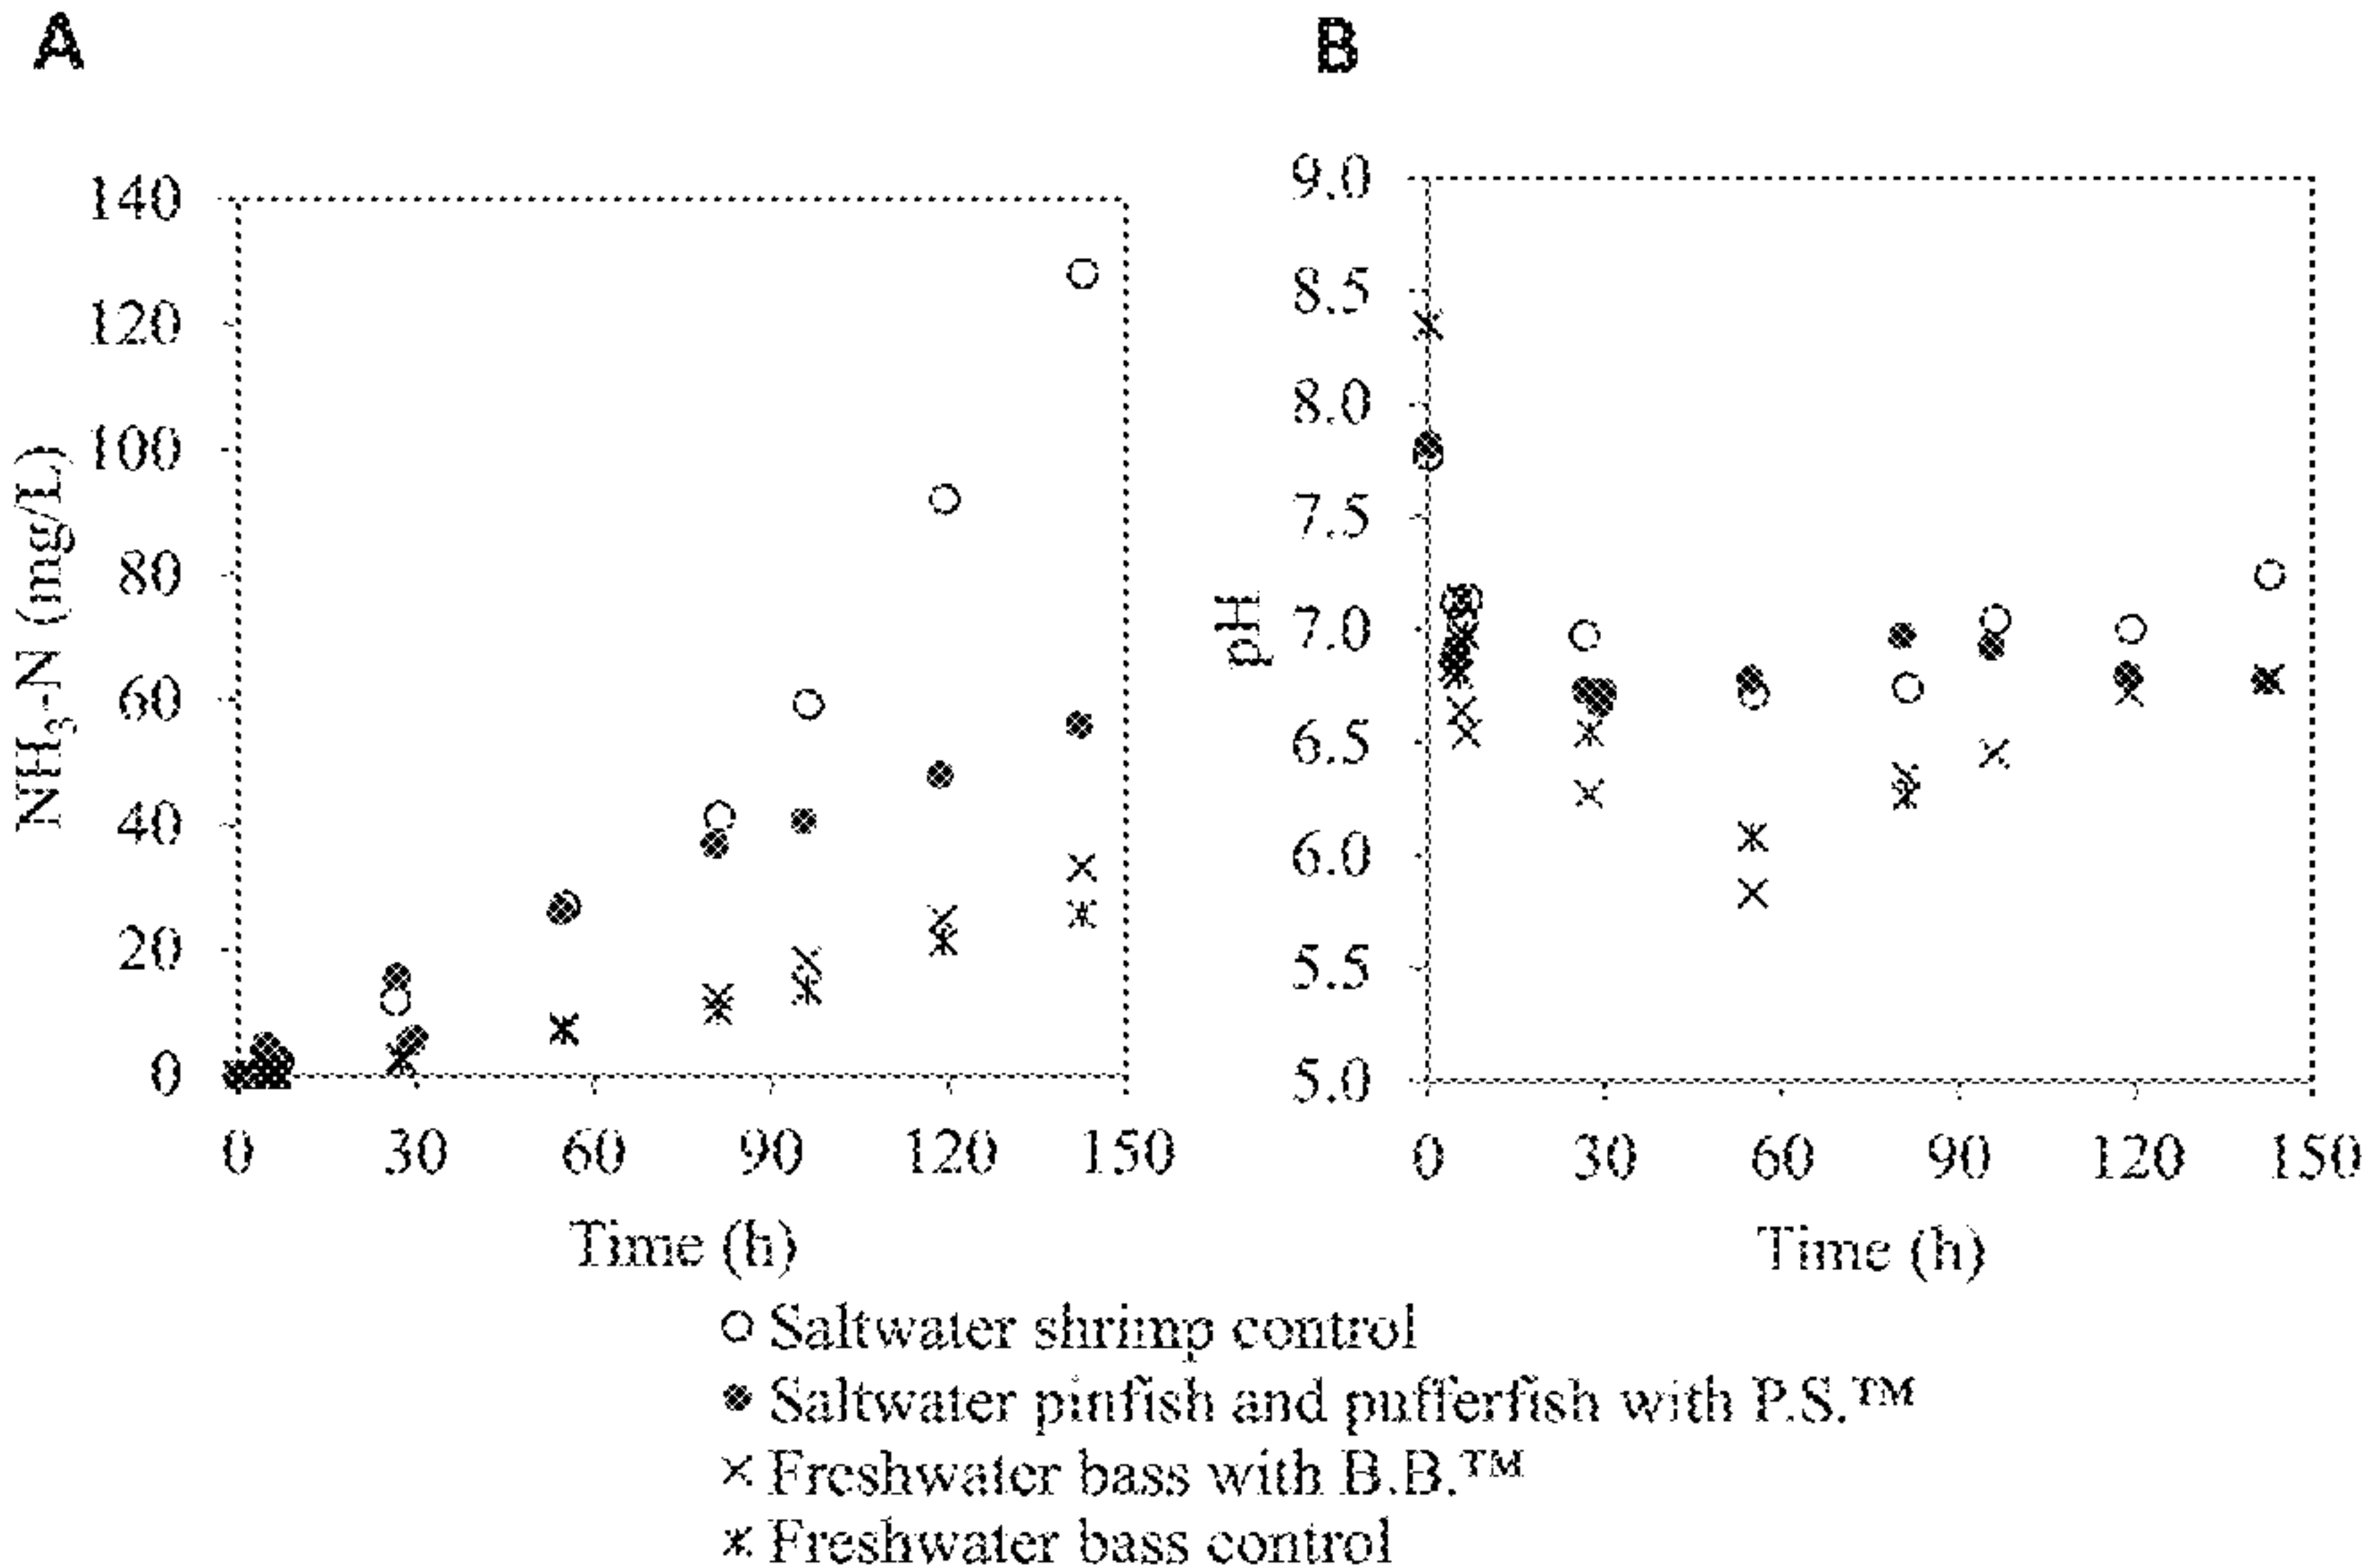 A
B
140
120
100
80
60
40
20
0
NH3-N (mg/L)
0 30 60 90 120 150
Time (h)
9.0
8.5
8.0
7.5
7.0
6.5
6.0
5.5
5.0
pH
0 30 60 90 120 150
Time (h)
Saltwater shrimp control
Saltwater pinfish and pufferfish with P.S.™
Freshwater bass with B.B.™
Freshwater bass control